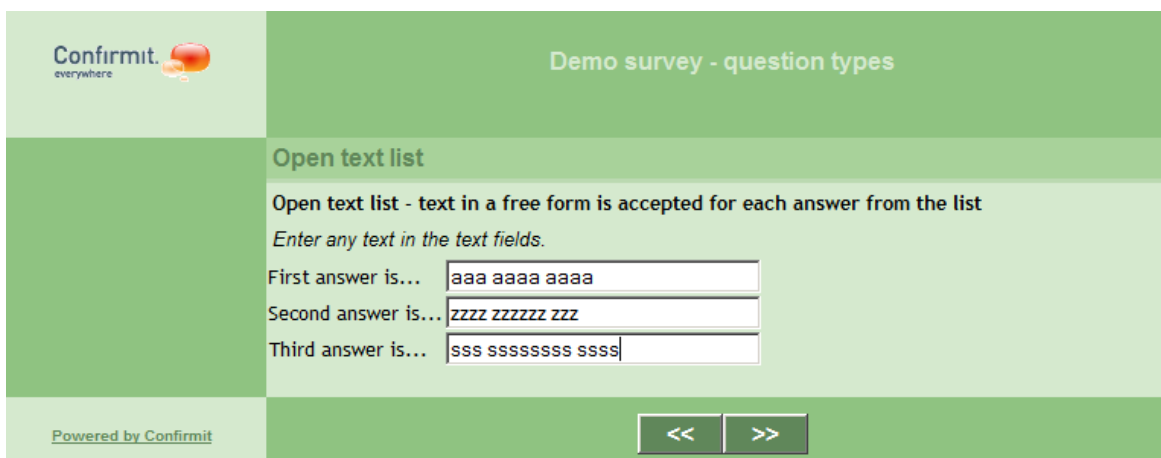 Confirmit.
everywhere
Demo survey - question types
Open text list
Open text list - text in a free form is accepted for each answer from the list
Enter any text in the text fields.
First answer is... aaa aaaa aaaa
Second answer is... zzzz zzzzzz zzz
Third answer is... sss ssssssss ssss
Powered by Confirmit
<< >>